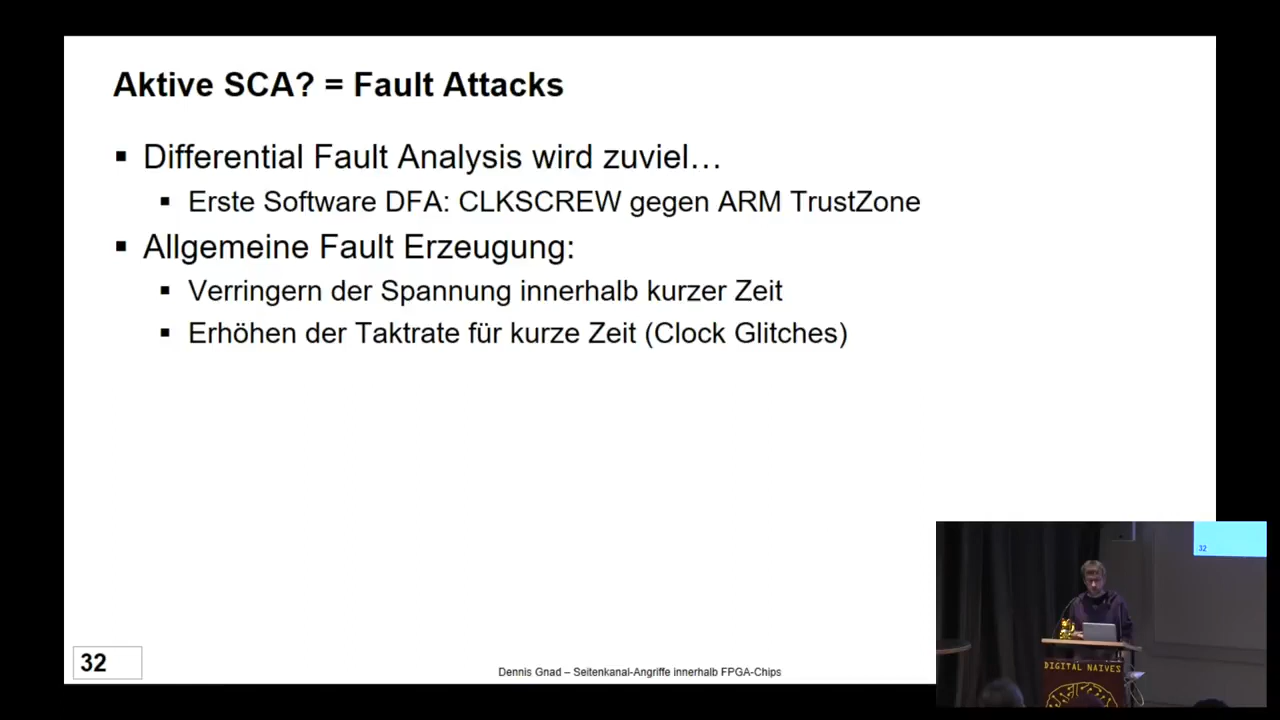 Aktive SCA? = Fault Attacks
Differential Fault Analysis wird zuviel…
Erste Software DFA: CLKSCREW gegen ARM TrustZone
Allgemeine Fault Erzeugung:
Verringern der Spannung innerhalb kurzer Zeit
Erhöhen der Taktrate für kurze Zeit (Clock Glitches)
32
Dennis Gnad – Seitenkanal-Angriffe innerhalb FPGA-Chips
32
DIGITAL NAIVES